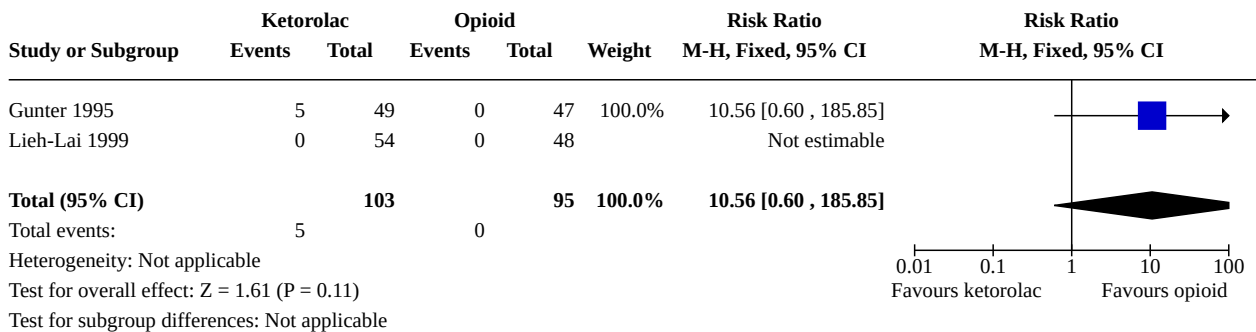 Ketorolac Opioid Risk Ratio Risk Ratio
Study or Subgroup Events Total Events Total Weight M-H, Fixed, 95% CI M-H, Fixed, 95% CI
Gunter 1995 5 49 0 47 100.0% 10.56 [0.60 , 185.85]
Lieh-Lai 1999 0 54 0 48 Not estimable
Total (95% CI) 103 95 100.0% 10.56 [0.60 , 185.85]
Total events: 5 0
Heterogeneity: Not applicable
0.01 0.1 1 10 100
Test for overall effect: Z = 1.61 (P = 0.11)
Favours ketorolac Favours opioid
Test for subgroup differences: Not applicable